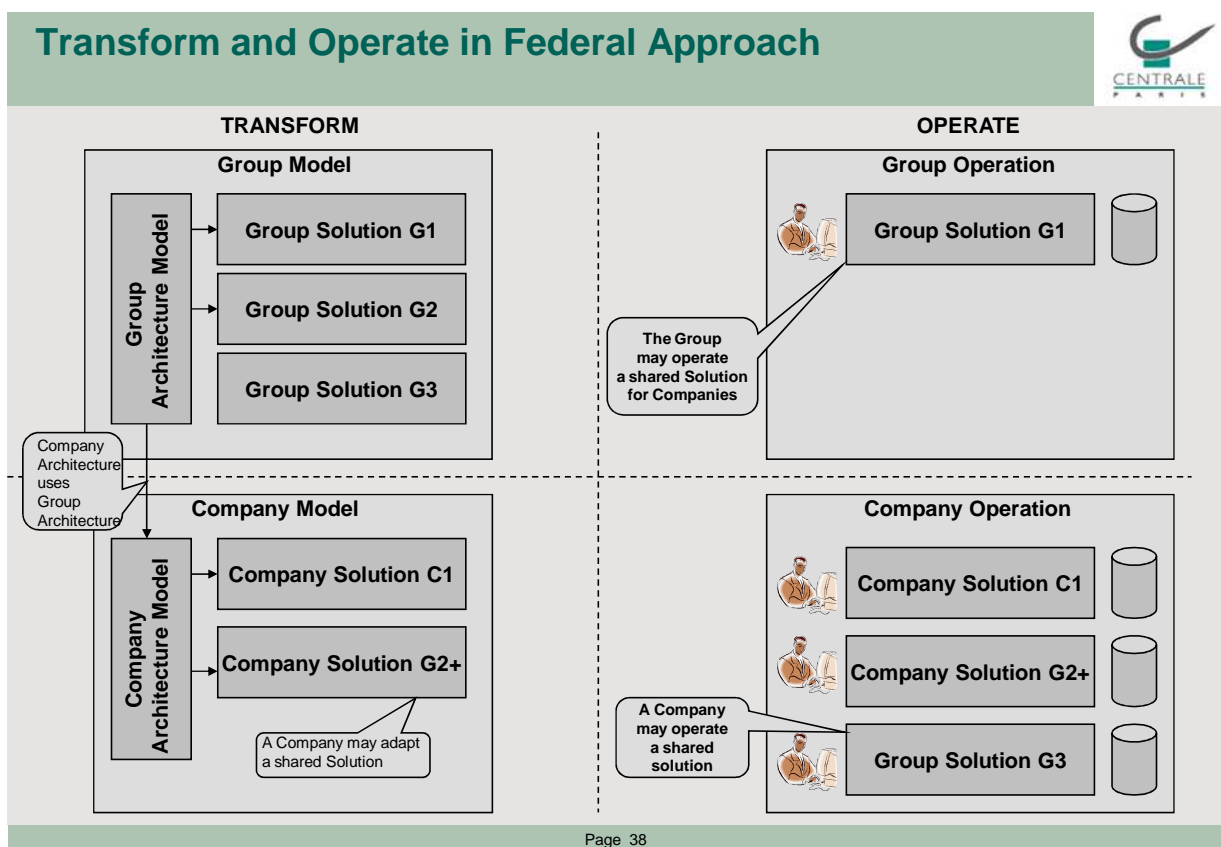 Transform and Operate in Federal Approach
CENTRALE
PARIS
TRANSFORM
Group Model
Group
Architecture Model
Group Solution G1
Group Solution G2
Group Solution G3
Company
Architecture
uses
Group
Architecture
Company Model
Company
Architecture Model
Company Solution C1
Company Solution G2+
A Company may adapt
a shared Solution
OPERATE
Group Operation
Group Solution G1
The Group
may operate
a shared Solution
for Companies
Company Operation
Company Solution C1
Company Solution G2+
A Company
may operate
a shared
solution
Group Solution G3
Page 38